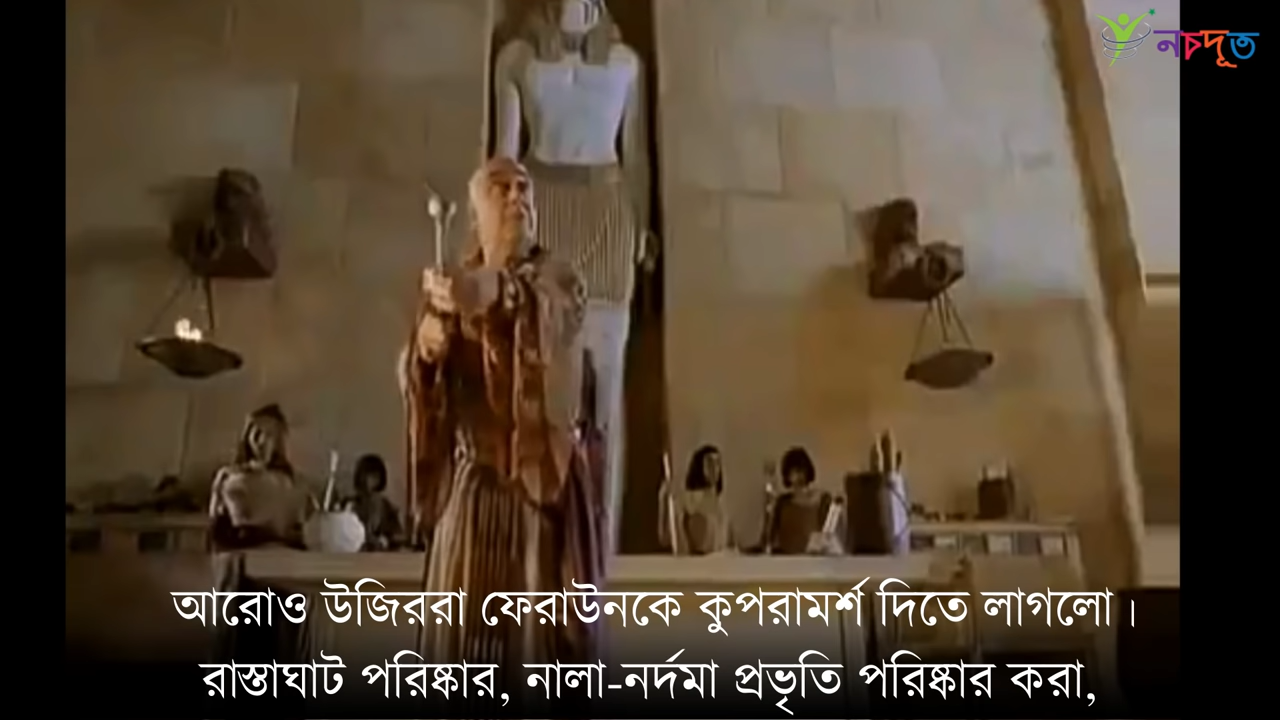 নচদূত
আরোও উজিররা ফেরাউনকে কুপরামর্শ দিতে লাগলো।
রাস্তাঘাট পরিষ্কার, নালা-নর্দমা প্রভৃতি পরিষ্কার করা,